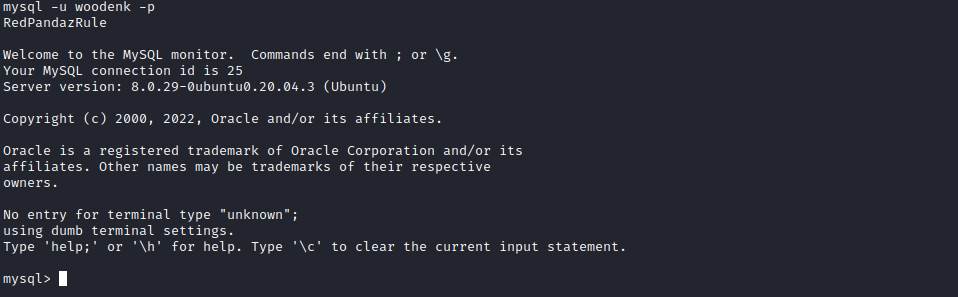 mysql -u woodenk -p
RedPandazRule
Welcome to the MySQL monitor.  Commands end with ; or \g.
Your MySQL connection id is 25
Server version: 8.0.29-0ubuntu0.20.04.3 (Ubuntu)
Copyright (c) 2000, 2022, Oracle and/or its affiliates.
Oracle is a registered trademark of Oracle Corporation and/or its
affiliates. Other names may be trademarks of their respective
owners.
No entry for terminal type "unknown";
using dumb terminal settings.
Type 'help;' or '\h' for help. Type '\c' to clear the current input statement.
mysql>